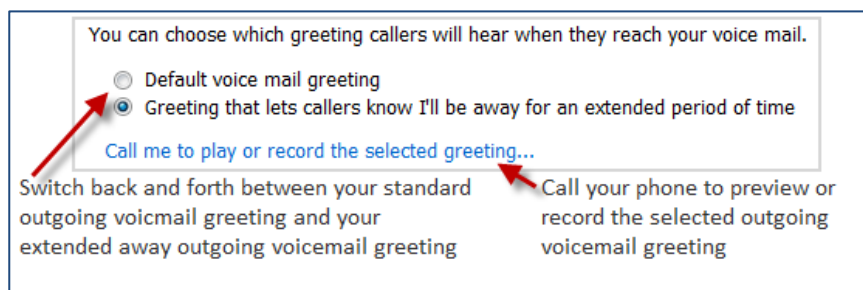 You can choose which greeting callers will hear when they reach your voice mail.
Default voice mail greeting
Greeting that lets callers know I'll be away for an extended period of time
Call me to play or record the selected greeting...
Switch back and forth between your standard
outgoing voicmail greeting and your
extended away outgoing voicemail greeting
Call your phone to preview or
record the selected outgoing
voicemail greeting